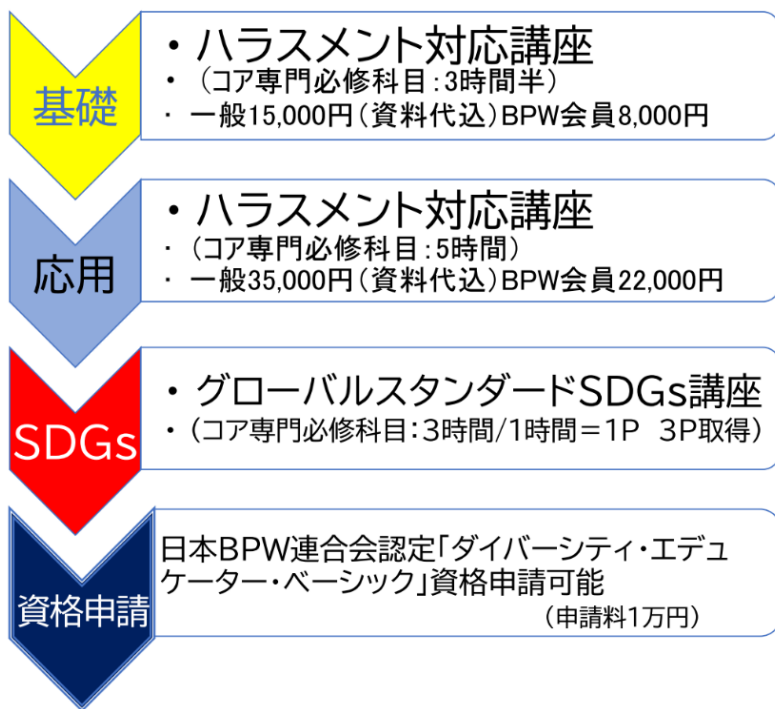 基礎
・ハラスメント対応講座
・（コア専門必修科目：3時間半）
・一般15,000円（資料代込）BPW会員8,000円
応用
・ハラスメント対応講座
・（コア専門必修科目：5時間）
・一般35,000円（資料代込）BPW会員22,000円
SDGs
・グローバルスタンダードSDGs講座
・（コア専門必修科目：3時間/1時間＝1P　3P取得）
資格申請
日本BPW連合会認定「ダイバーシティ・エデュ
ケーター・ベーシック」資格申請可能
（申請料1万円）